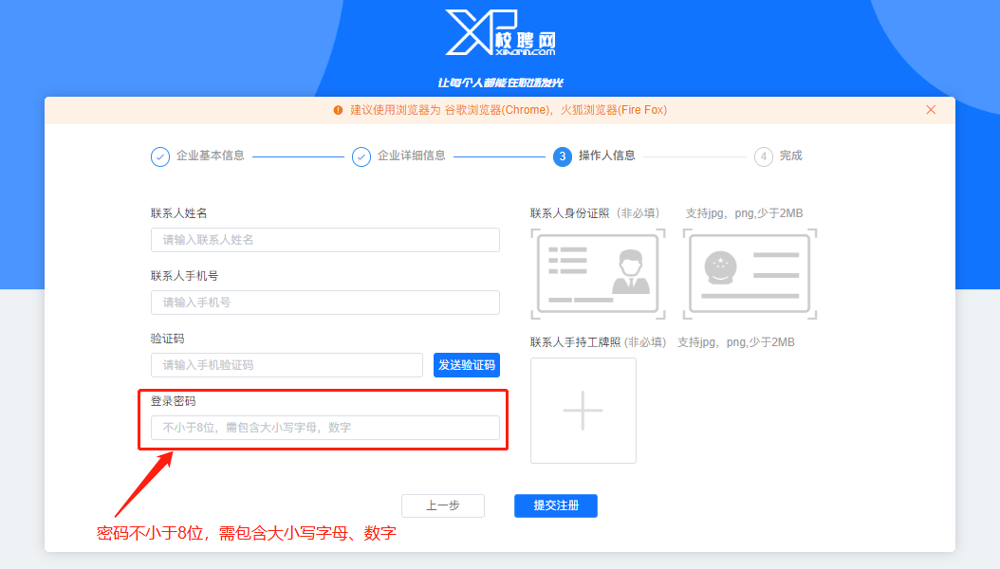 XP校聘网
xiaopin.com
让每个人都能在职场发光
建议使用浏览器为 谷歌浏览器(Chrome)，火狐浏览器(Fire Fox)
企业基本信息
企业详细信息
3 操作人信息
4 完成
联系人姓名
请输入联系人姓名
联系人手机号
请输入手机号
验证码
请输入手机验证码
发送验证码
登录密码
不小于8位，需包含大小写字母，数字
联系人身份证照（非必填） 支持jpg，png,少于2MB
联系人手持工牌照 (非必填) 支持jpg，png,少于2MB
上一步
提交注册
密码不小于8位，需包含大小写字母、数字